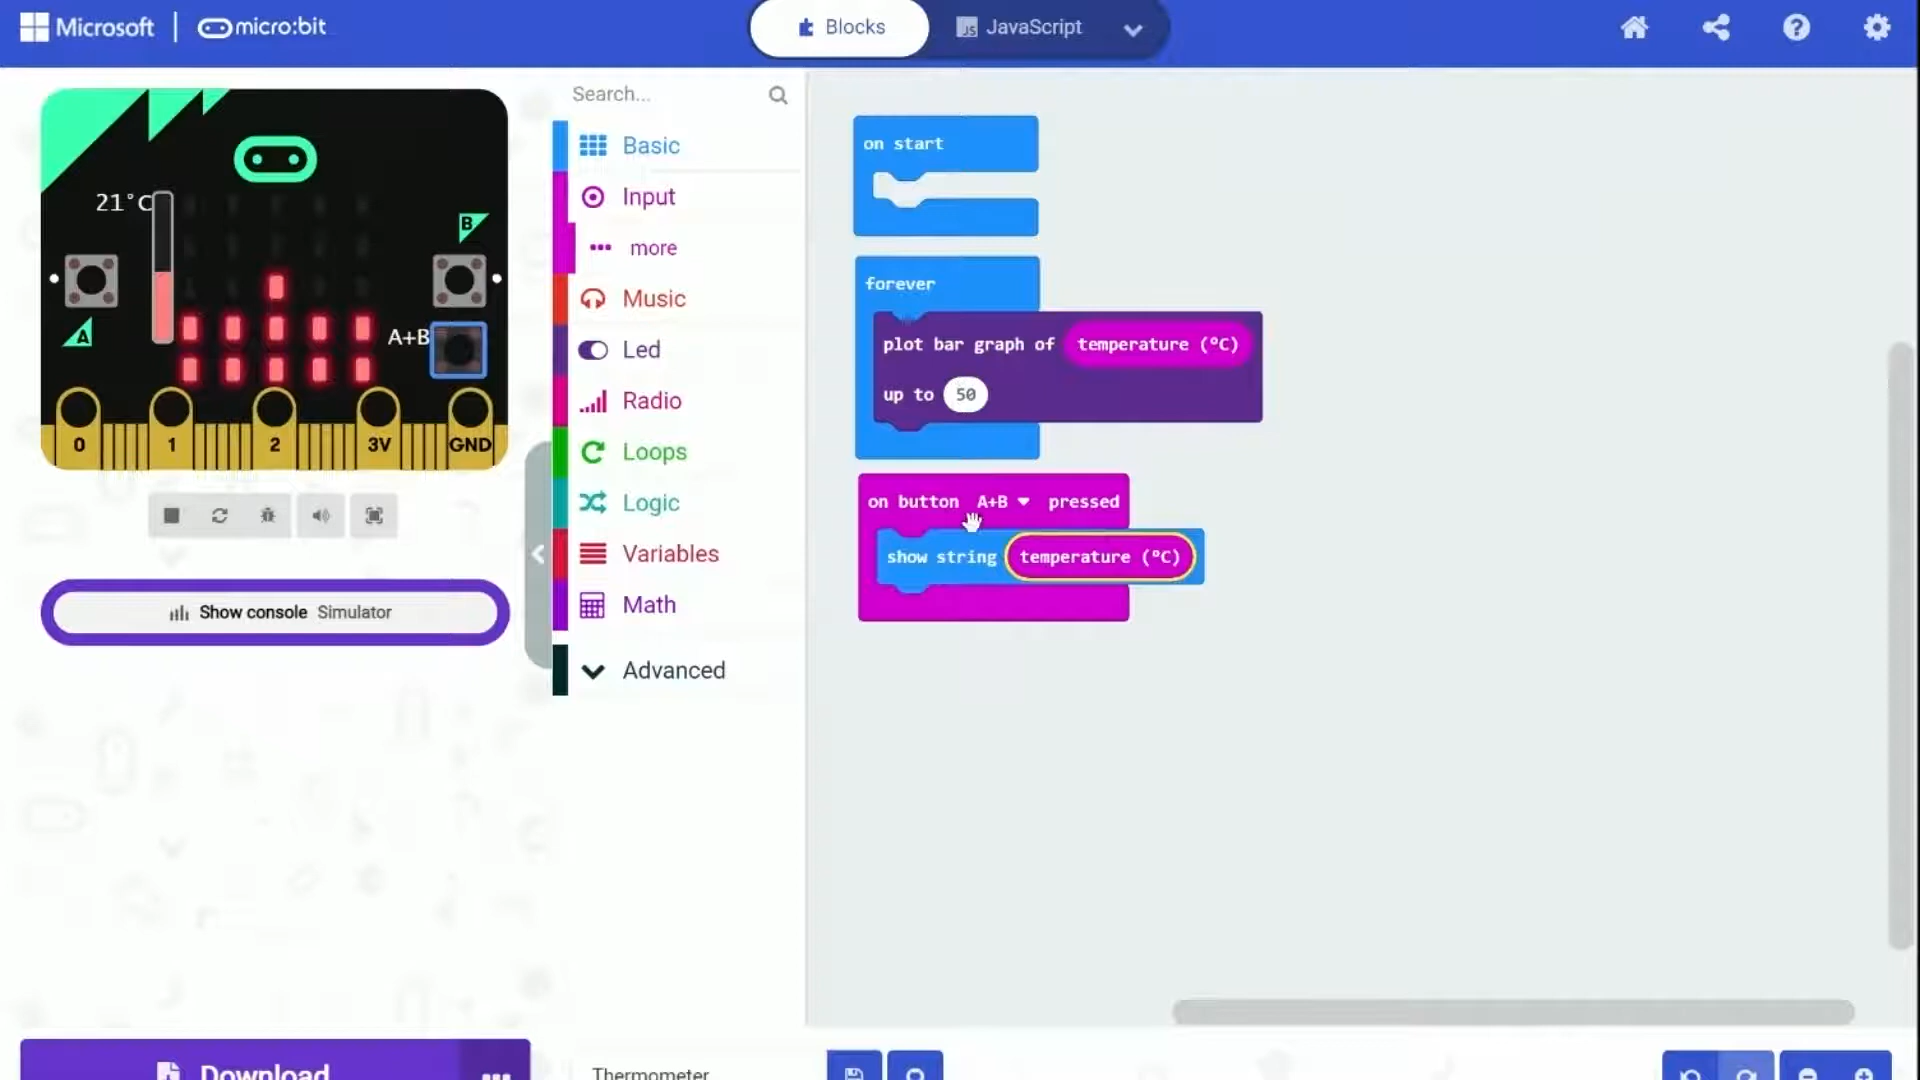 Microsoft
micro:bit
Blocks
JavaScript
21°C
B
A
A+B
0
1
2
3V
GND
Show console Simulator
Download
Search...
Basic
Input
more
Music
Led
Radio
Loops
Logic
Variables
Math
Advanced
Thermometer
on start
forever
plot bar graph of temperature (°C)
up to 50
on button A+B pressed
show string temperature (°C)